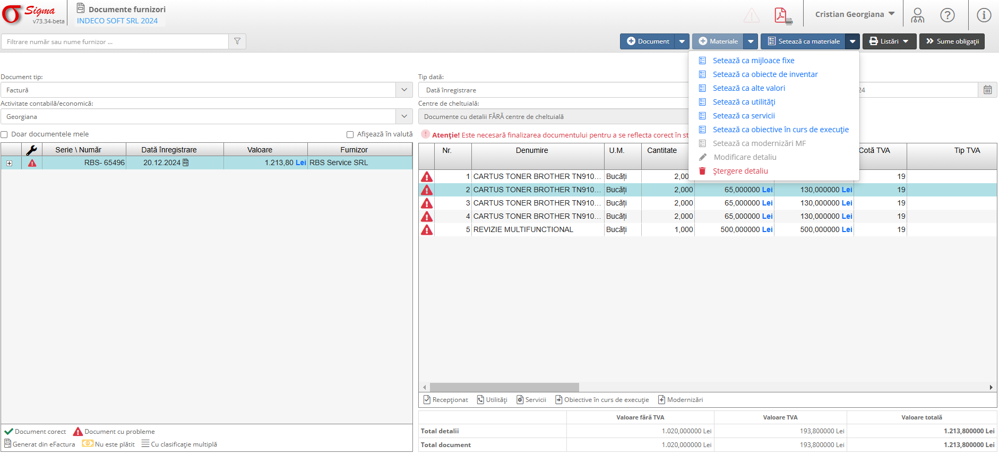 Sigma
v73.34-beta
Documente furnizori
INDECO SOFT SRL 2024
Cristian Georgiana
Filtrare număr sau nume furnizor ...
Document
Materiale
Setează ca materiale
Listări
Sume obligații
Setează ca mijloace fixe
Setează ca obiecte de inventar
Setează ca alte valori
Setează ca utilități
Setează ca servicii
Setează ca obiective în curs de execuție
Setează ca modernizări MF
Modificare detaliu
Ștergere detaliu
Document tip:
Factură
Tip dată:
Dată înregistrare
24
Activitate contabilă/economică:
Georgiana
Centre de cheltuială:
Documente cu detalii FĂRĂ centre de cheltuială
Doar documentele mele
Afișează în valută
Atenție! Este necesară finalizarea documentului pentru a se reflecta corect în st
Serie \ Număr Dată înregistrare Valoare Furnizor
RBS- 65496 20.12.2024 1.213,80 Lei RBS Service SRL
Nr. Denumire U.M. Cantitate Cotă TVA Tip TVA
1 CARTUS TONER BROTHER TN910... Bucăți 2,00 19
2 CARTUS TONER BROTHER TN910... Bucăți 2,000 65,000000 Lei 130,000000 Lei 19
3 CARTUS TONER BROTHER TN910... Bucăți 2,000 65,000000 Lei 130,000000 Lei 19
4 CARTUS TONER BROTHER TN910... Bucăți 2,000 65,000000 Lei 130,000000 Lei 19
5 REVIZIE MULTIFUNCTIONAL Bucăți 1,000 500,000000 Lei 500,000000 Lei 19
Recepționat Utilități Servicii Obiective în curs de execuție Modernizări
Valoare fără TVA Valoare TVA Valoare totală
Total detalii 1.020,000000 Lei 193,800000 Lei 1.213,800000 Lei
Total document 1.020,000000 Lei 193,800000 Lei 1.213,800000 Lei
Document corect Document cu probleme
Generat din eFactura Nu este plătit Cu clasificație multiplă